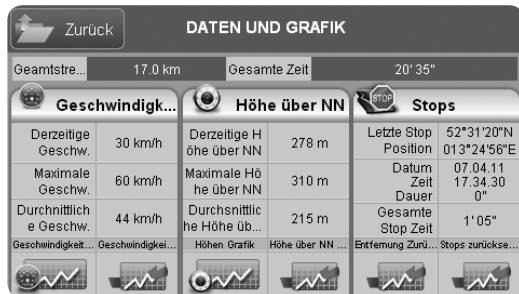 Zurück
DATEN UND GRAFIK
Geamtstre... 17.0 km Gesamte Zeit 20' 35"
Geschwindigk...
Derzeitige
Geschw.
30 km/h
Maximale
Geschw.
60 km/h
Durchnittlich
e Geschw.
44 km/h
Geschwindigkeit... Geschwindigkei...
Höhe über NN
Derzeitige H
öhe über NN
278 m
Maximale Hö
he über NN
310 m
Durchsnittlic
he Höhe üb...
215 m
Höhen Grafik Höhe über NN ...
STOP
Stops
Letzte Stop
Position
52°31'20"N
013°24'56"E
Datum
Zeit
Dauer
07.04.11
17.34.30
0"
Gesamte
Stop Zeit
1' 05"
Entfernung Zurü... Stops zurückse...